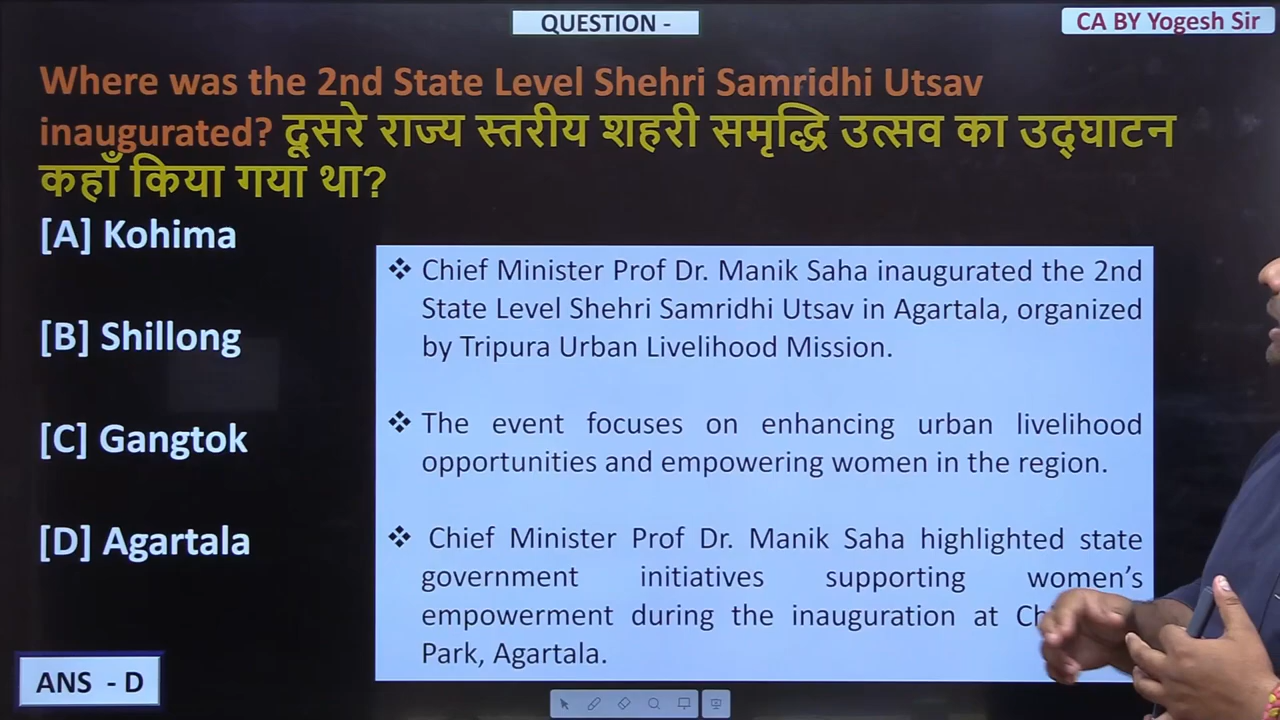 QUESTION -
CA BY Yogesh Sir
Where was the 2nd State Level Shehri Samridhi Utsav
inaugurated? दूसरे राज्य स्तरीय शहरी समृद्धि उत्सव का उद्घाटन
कहाँ किया गया था?
[A] Kohima
[B] Shillong
[C] Gangtok
[D] Agartala
❖ Chief Minister Prof Dr. Manik Saha inaugurated the 2nd
State Level Shehri Samridhi Utsav in Agartala, organized
by Tripura Urban Livelihood Mission.
❖ The event focuses on enhancing urban livelihood
opportunities and empowering women in the region.
❖ Chief Minister Prof Dr. Manik Saha highlighted state
government initiatives supporting women's
empowerment during the inauguration at
Park, Agartala.
ANS - D